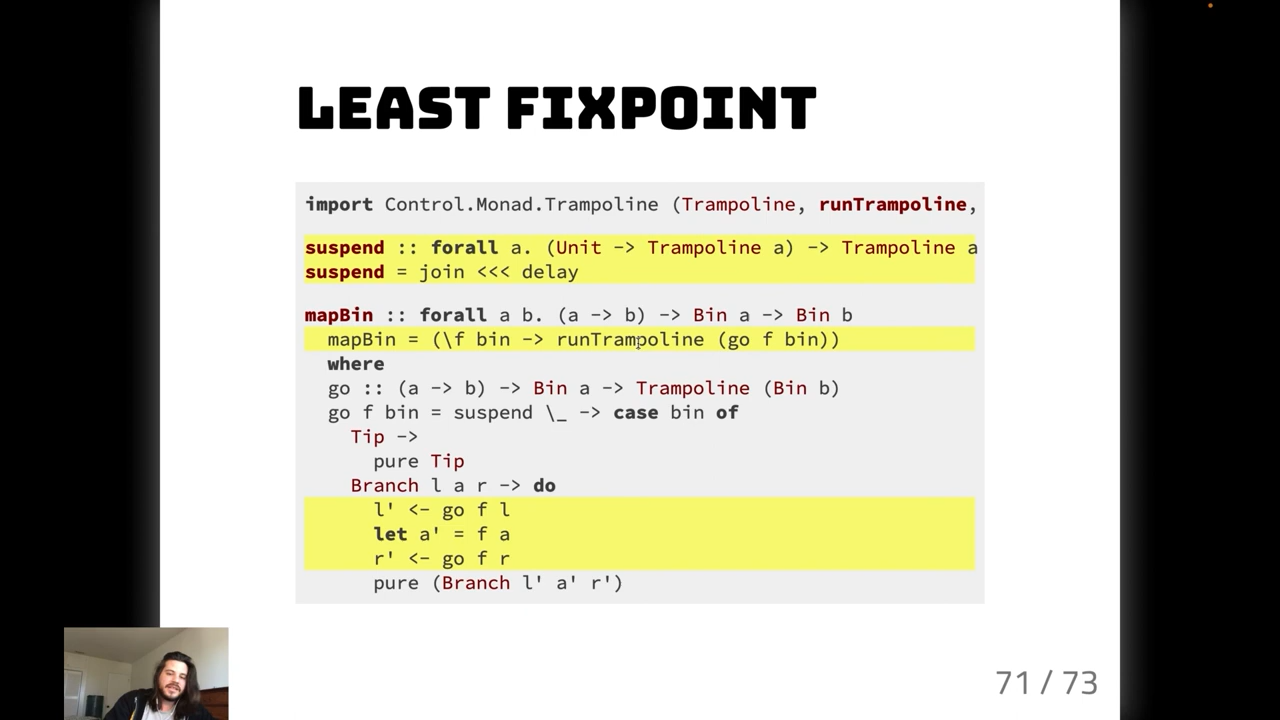 LEAST FIXPOINT
import Control.Monad.Trampoline (Trampoline, runTrampoline,
suspend :: forall a. (Unit -> Trampoline a) -> Trampoline a
suspend = join <<< delay
mapBin :: forall a b. (a -> b) -> Bin a -> Bin b
mapBin = (\f bin -> runTrampoline (go f bin))
where
go :: (a -> b) -> Bin a -> Trampoline (Bin b)
go f bin = suspend \_ -> case bin of
Tip ->
pure Tip
Branch l a r -> do
l' <- go f l
let a' = f a
r' <- go f r
pure (Branch l' a' r')
71 / 73